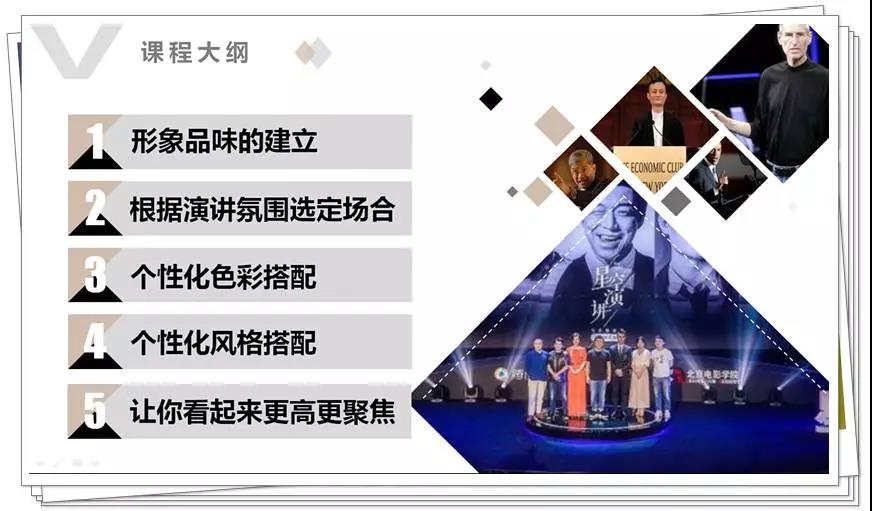 课程大纲
1 形象品味的建立
2 根据演讲氛围选定场合
3 个性化色彩搭配
4 个性化风格搭配
5 让你看起来更高更聚焦
ECONOMIC CLUB
星空演讲
北京电影学院